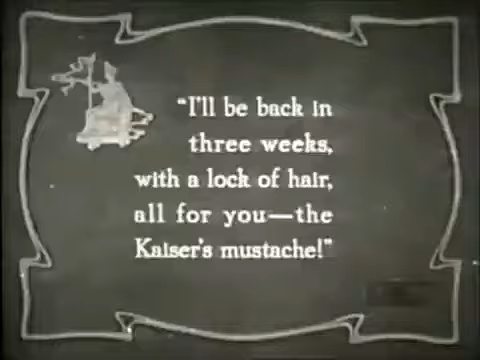 "I'll be back in
three weeks,
with a lock of hair,
all for you—the
Kaiser's mustache!"